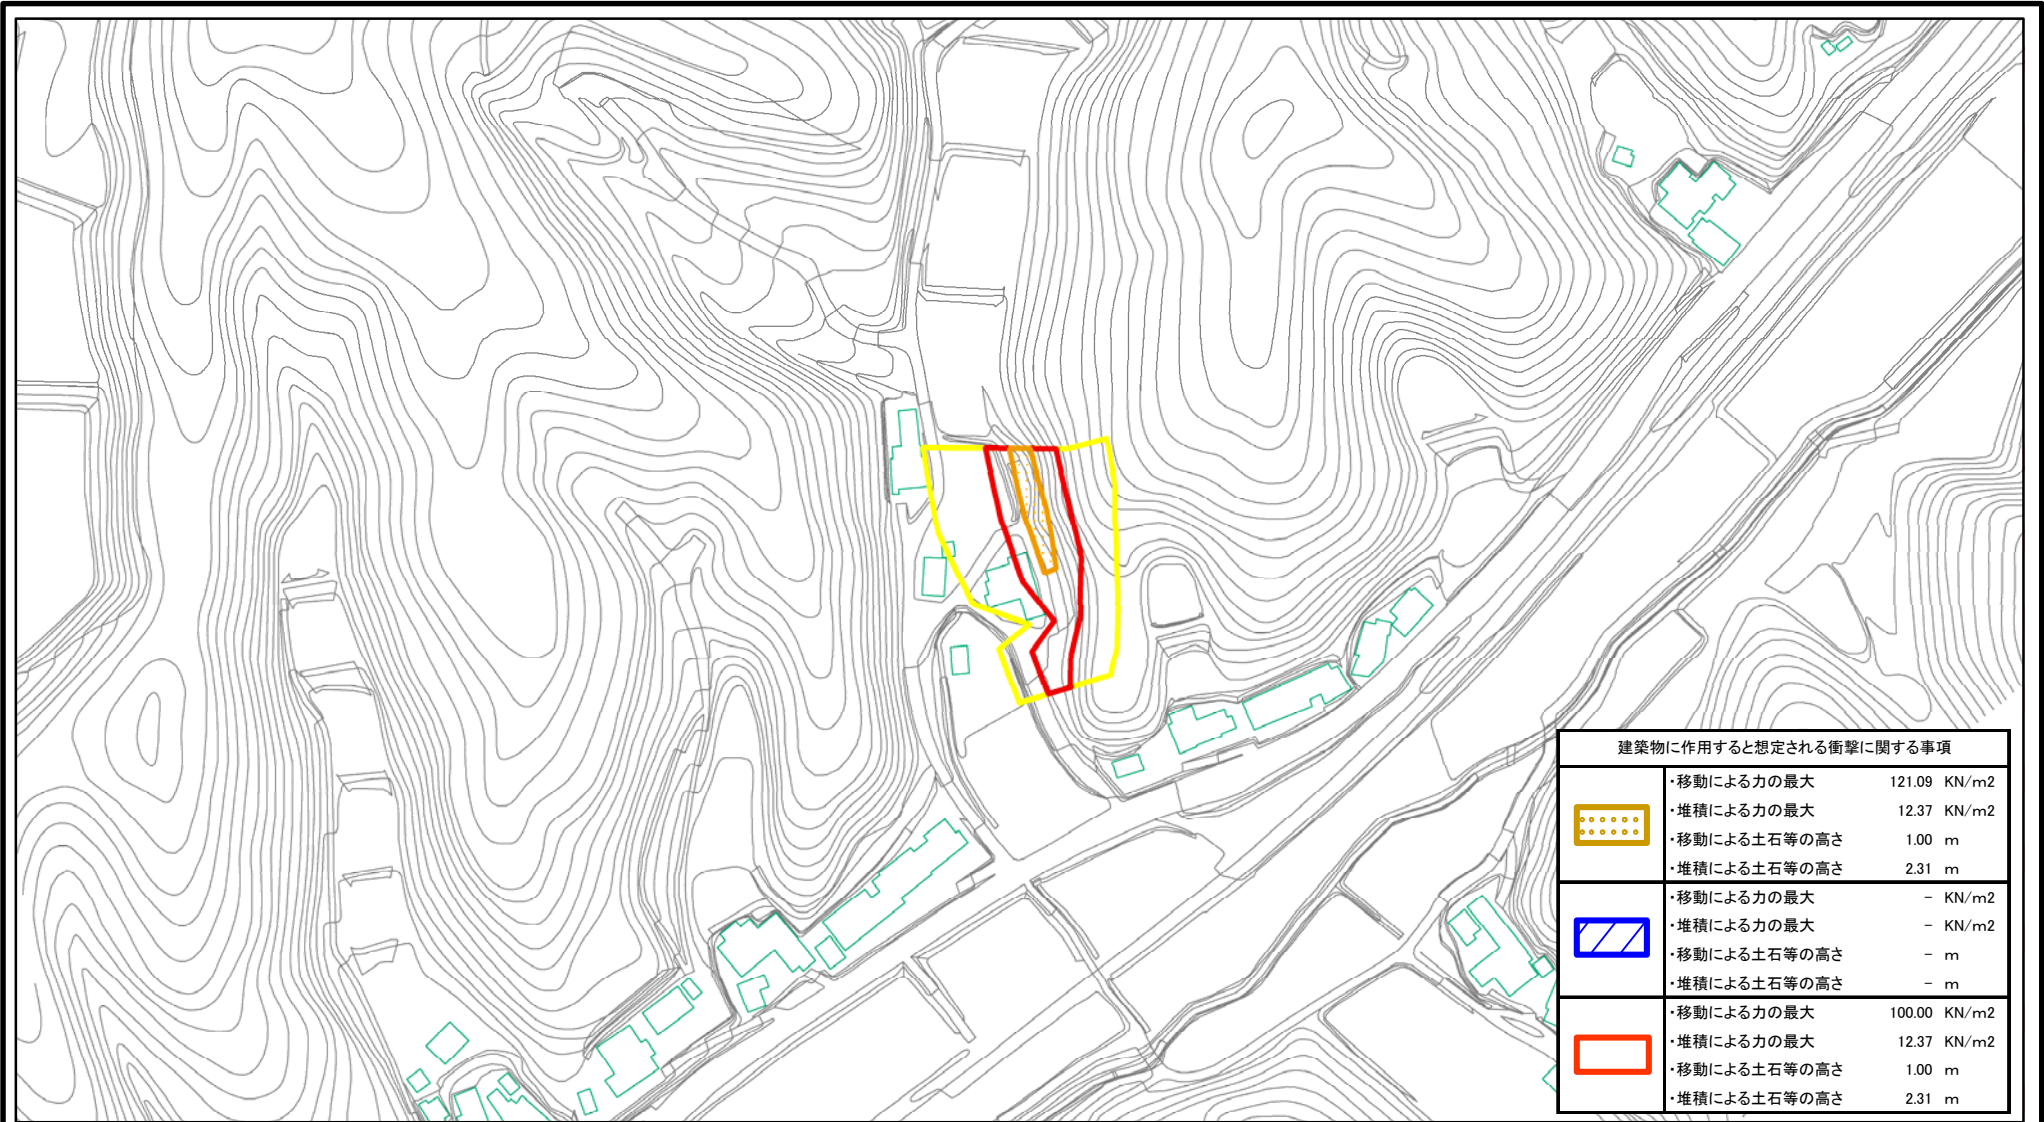 建築物に作用すると想定される衝撃に関する事項
・移動による力の最大 121.09 KN/m2
・堆積による力の最大 12.37 KN/m2
・移動による土石等の高さ 1.00 m
・堆積による土石等の高さ 2.31 m
・移動による力の最大 - KN/m2
・堆積による力の最大 - KN/m2
・移動による土石等の高さ - m
・堆積による土石等の高さ - m
・移動による力の最大 100.00 KN/m2
・堆積による力の最大 12.37 KN/m2
・移動による土石等の高さ 1.00 m
・堆積による土石等の高さ 2.31 m